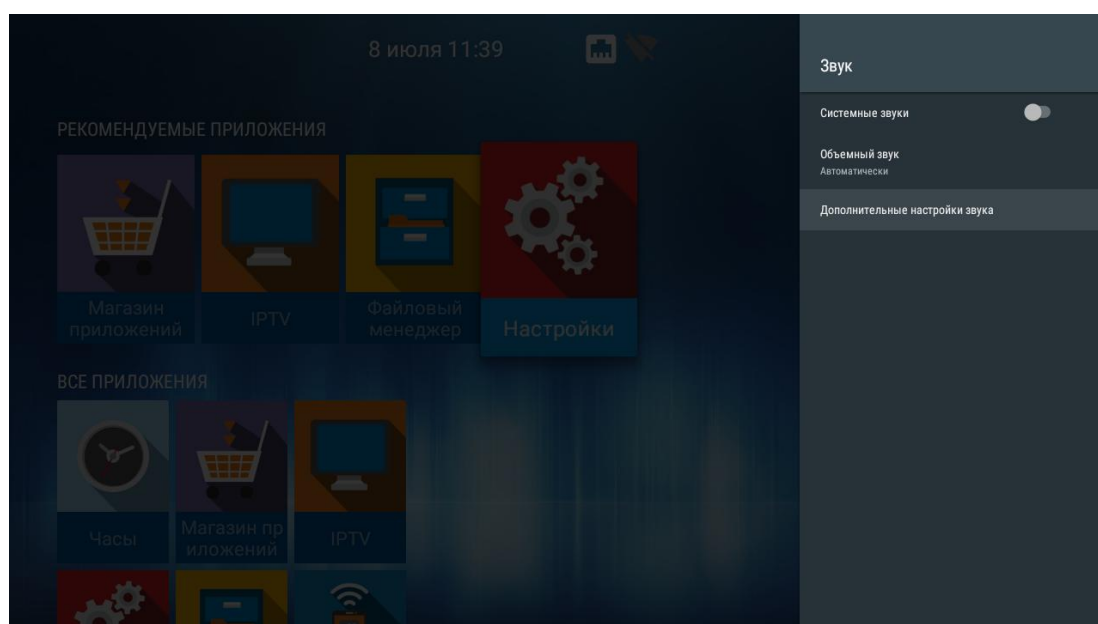 8 июля 11:39
РЕКОМЕНДУЕМЫЕ ПРИЛОЖЕНИЯ
Магазин
приложений
IPTV
Файловый
менеджер
Настройки
ВСЕ ПРИЛОЖЕНИЯ
Часы
Магазин пр
иложений
IPTV
Звук
Системные звуки
Объемный звук
Автоматически
Дополнительные настройки звука